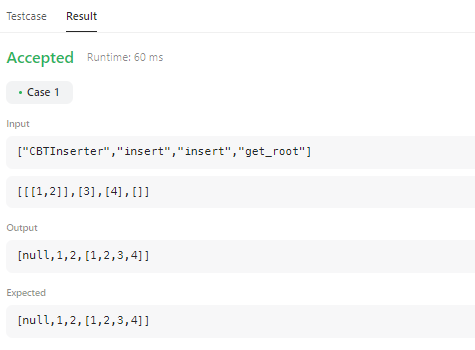 Testcase Result
Accepted Runtime: 60 ms
• Case 1
Input
["CBTInserter","insert","insert","get_root"]
[[[1,2]],[3],[4],[]]
Output
[null,1,2,[1,2,3,4]]
Expected
[null,1,2,[1,2,3,4]]